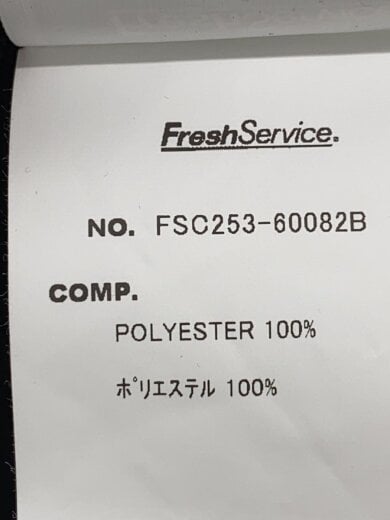 FreshService.
NO. FSC253-60082B
COMP.
POLYESTER 100%
ﾎﾟﾘｴｽﾃﾙ 100%